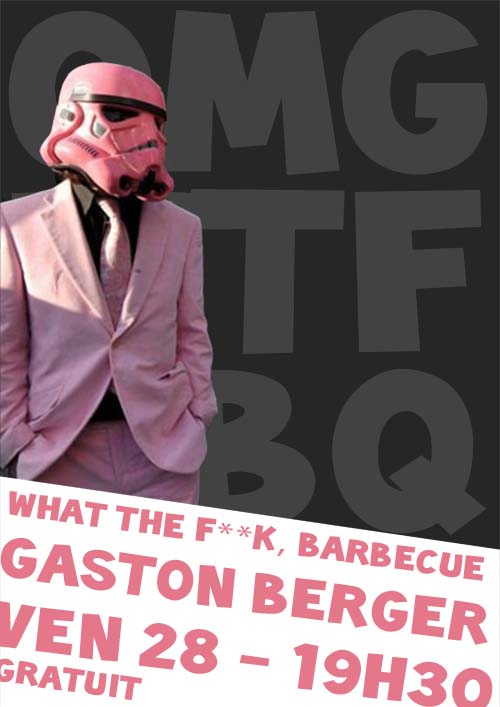 OMG
TF
BQ
WHAT THE F**K, BARBECUE
GASTON BERGER
VEN 28 - 19H30
GRATUIT